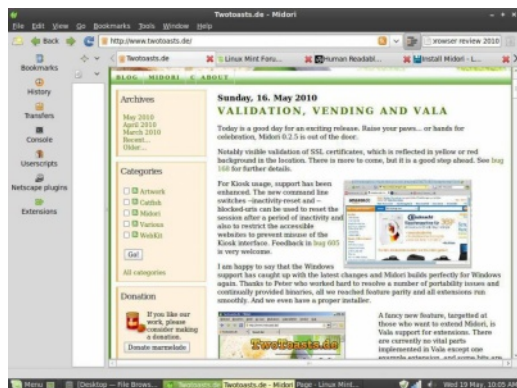 Twotoasts.de - Midori
File Edit View Go Bookmarks Tools Window Help
Back
http://www.twotoasts.de/
rowser review 2010
Bookmarks
History
Transfers
Console
Userscripts
Netscape plugins
Extensions
Twotoasts.de
Linux Mint Foru...
Human Readabl...
Install Midori - L...
BLOG MIDORI C ABOUT
Archives
May 2010
April 2010
March 2010
Recent...
Older...
Categories
Artwork
Catfish
Midori
Various
WebKit
Go!
All categories
Donation
If you like our
work, please
consider making
a donation.
Donate marmelade
Sunday, 16. May 2010
VALIDATION, VENDING AND VALA
Today is a good day for an exciting release. Raise your paws... or hands for
celebration, Midori 0.2.5 is out of the door.
Notably visible validation of SSL certificates, which is reflected in yellow or red
background in the location. There is more to come, but it is a good step ahead. See bug
168 for further details.
For Kiosk usage, support has been
enhanced. The new command line
switches --inactivity-reset and --
blocked-uris can be used to reset the
session after a period of inactivity and
also to restrict the accessible
websites to prevent misuse of the
Kiosk interface. Feedback in bug 605
is very welcome.
I am happy to say that the Windows
support has caught up with the latest changes and Midori builds perfectly for Windows
again. Thanks to Peter who worked hard to resolve a number of portability issues and
continually provided binaries, all we reached feature parity and all extensions run
smoothly. And we even have a proper installer.
TwoToasts.de
A fancy new feature, targetted at
those who want to extend Midori, is
Vala support for extensions. There
are currently no vital parts
implemented in Vala except one
example extension, and some bits are
Menu
[Desktop — File Brows...
Twotoasts.de - Midori
Page - Linux Mint...
Wed 19 May, 10:05 AM